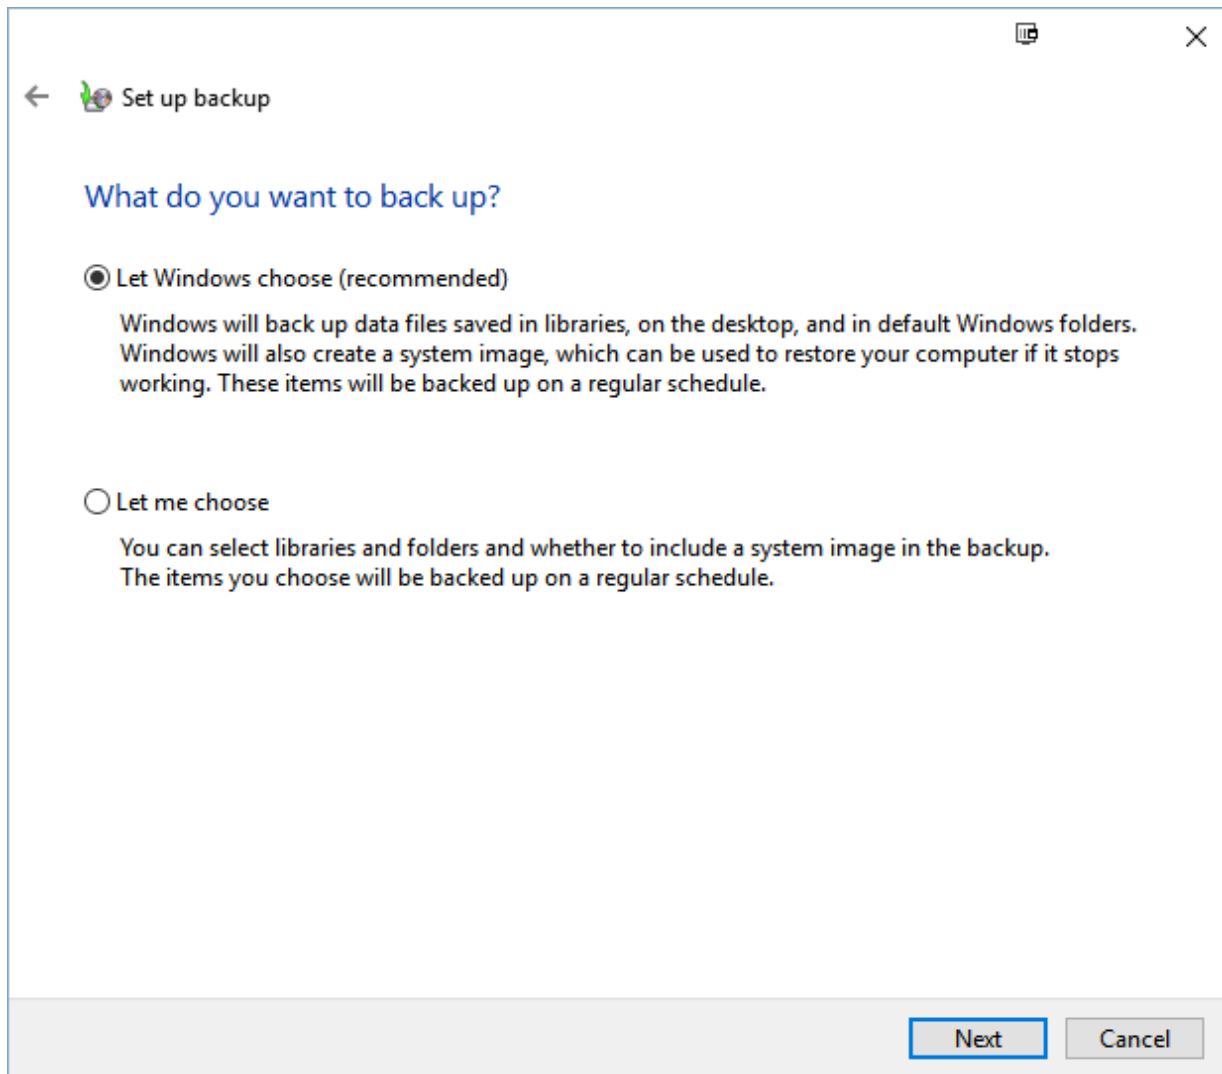 Set up backup
What do you want to back up?
Let Windows choose (recommended)
Windows will back up data files saved in libraries, on the desktop, and in default Windows folders.
Windows will also create a system image, which can be used to restore your computer if it stops
working. These items will be backed up on a regular schedule.
Let me choose
You can select libraries and folders and whether to include a system image in the backup.
The items you choose will be backed up on a regular schedule.
Next
Cancel